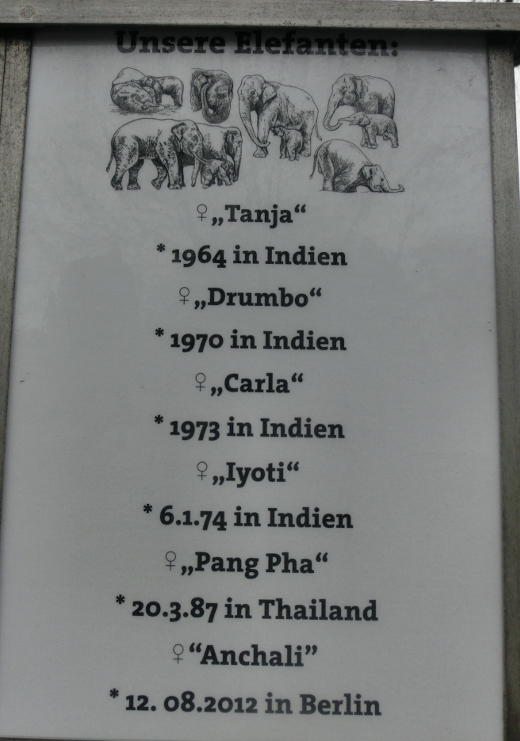 Unsere Elefanten:
♀„Tanja“
* 1964 in Indien
♀„Drumbo“
* 1970 in Indien
♀„Carla“
* 1973 in Indien
♀„Iyoti“
* 6.1.74 in Indien
♀„Pang Pha“
* 20.3.87 in Thailand
♀“Anchali”
* 12. 08.2012 in Berlin